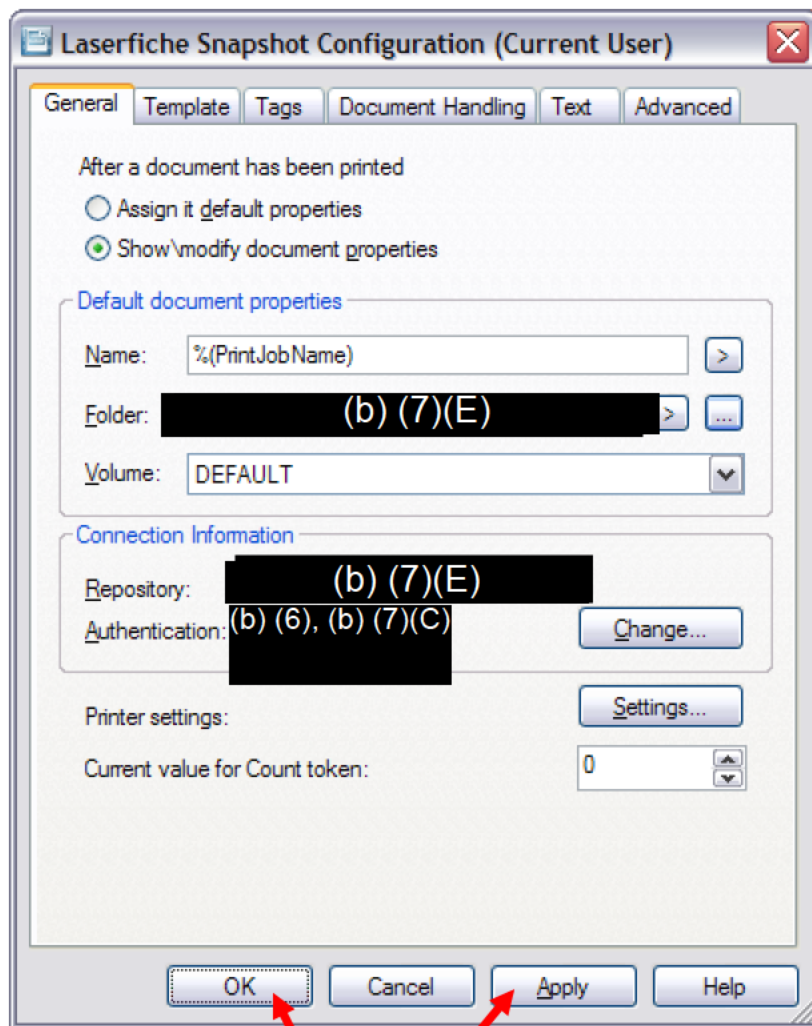 Laserfiche Snapshot Configuration (Current User)
General Template Tags Document Handling Text Advanced
After a document has been printed
Assign it default properties
Show\modify document properties
Default document properties
Name: %(PrintJobName) >
Folder: (b) (7)(E) > ...
Volume: DEFAULT
Connection Information
Repository: (b) (7)(E)
Authentication: (b) (6), (b) (7)(C) Change...
Printer settings: Settings...
Current value for Count token: 0
OK Cancel Apply Help